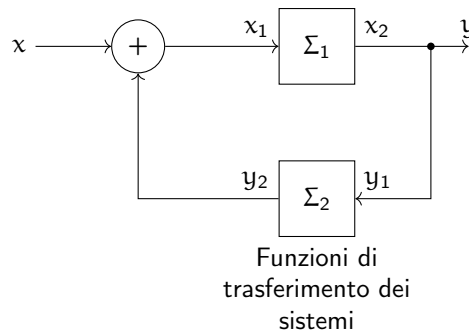 x
+
x₁
Σ₁
x₂
y
y₂
Σ₂
y₁
Funzioni di
trasferimento dei
sistemi